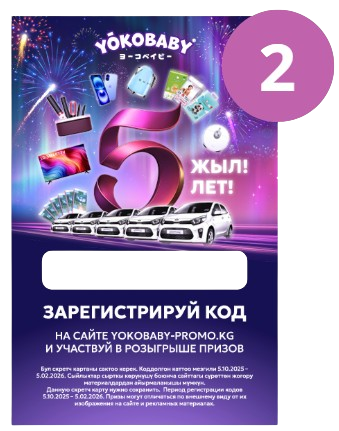 2
YOKOBABY
ヨーコベイビー
5
ЖЫЛ!
ЛЕТ!
ЗАРЕГИСТРИРУЙ КОД
НА САЙТЕ YOKOBABY-PROMO.KG
И УЧАСТВУЙ В РОЗЫГРЫШЕ ПРИЗОВ
Бул скретч картаны сактоо керек. Коддолгон каттоо мезгили 5.10.2025 –
5.02.2026. Сыйлыктар сырткы көрүнүшү боюнча сайттагы сүрөттөн жогору
материалдардан айырмаланышы мүмкүн.
Данную скретч карту нужно сохранить. Период регистрации кодов
5.10.2025 – 5.02.2026. Призы могут отличаться по внешнему виду от их
изображения на сайте и рекламных материалах.